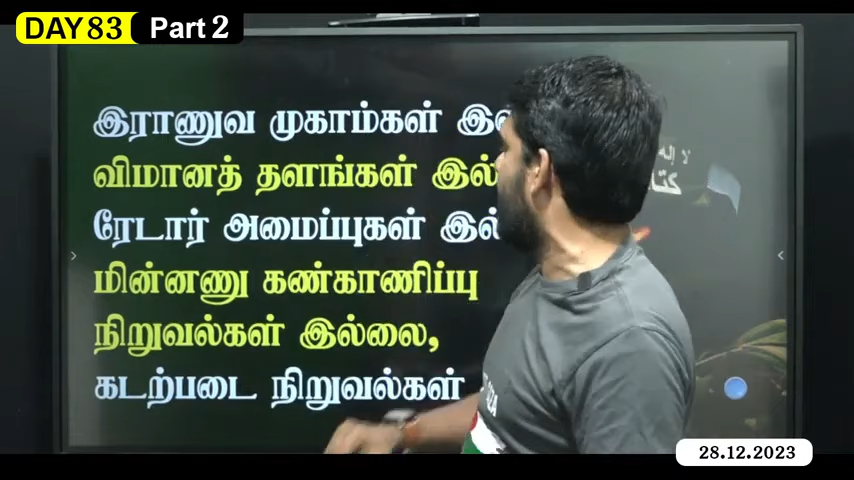 DAY 83 Part 2
இராணுவ முகாம்கள்
விமானத் தளங்கள்
ரேடார் அமைப்புகள்
மின்னணு கண்காணிப்பு
நிறுவல்கள் இல்லை,
கடற்படை நிறுவல்கள்
28.12.2023